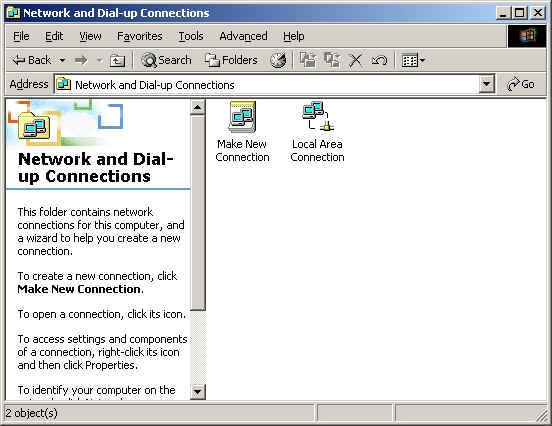 Network and Dial-up Connections
File Edit View Favorites Tools Advanced Help
Back Search Folders
Address Network and Dial-up Connections Go
Network and Dial-
up Connections
This folder contains network
connections for this computer, and
a wizard to help you create a new
connection.
To create a new connection, click
Make New Connection.
To open a connection, click its icon.
To access settings and components
of a connection, right-click its icon
and then click Properties.
To identify your computer on the
Make New
Connection
Local Area
Connection
2 object(s)